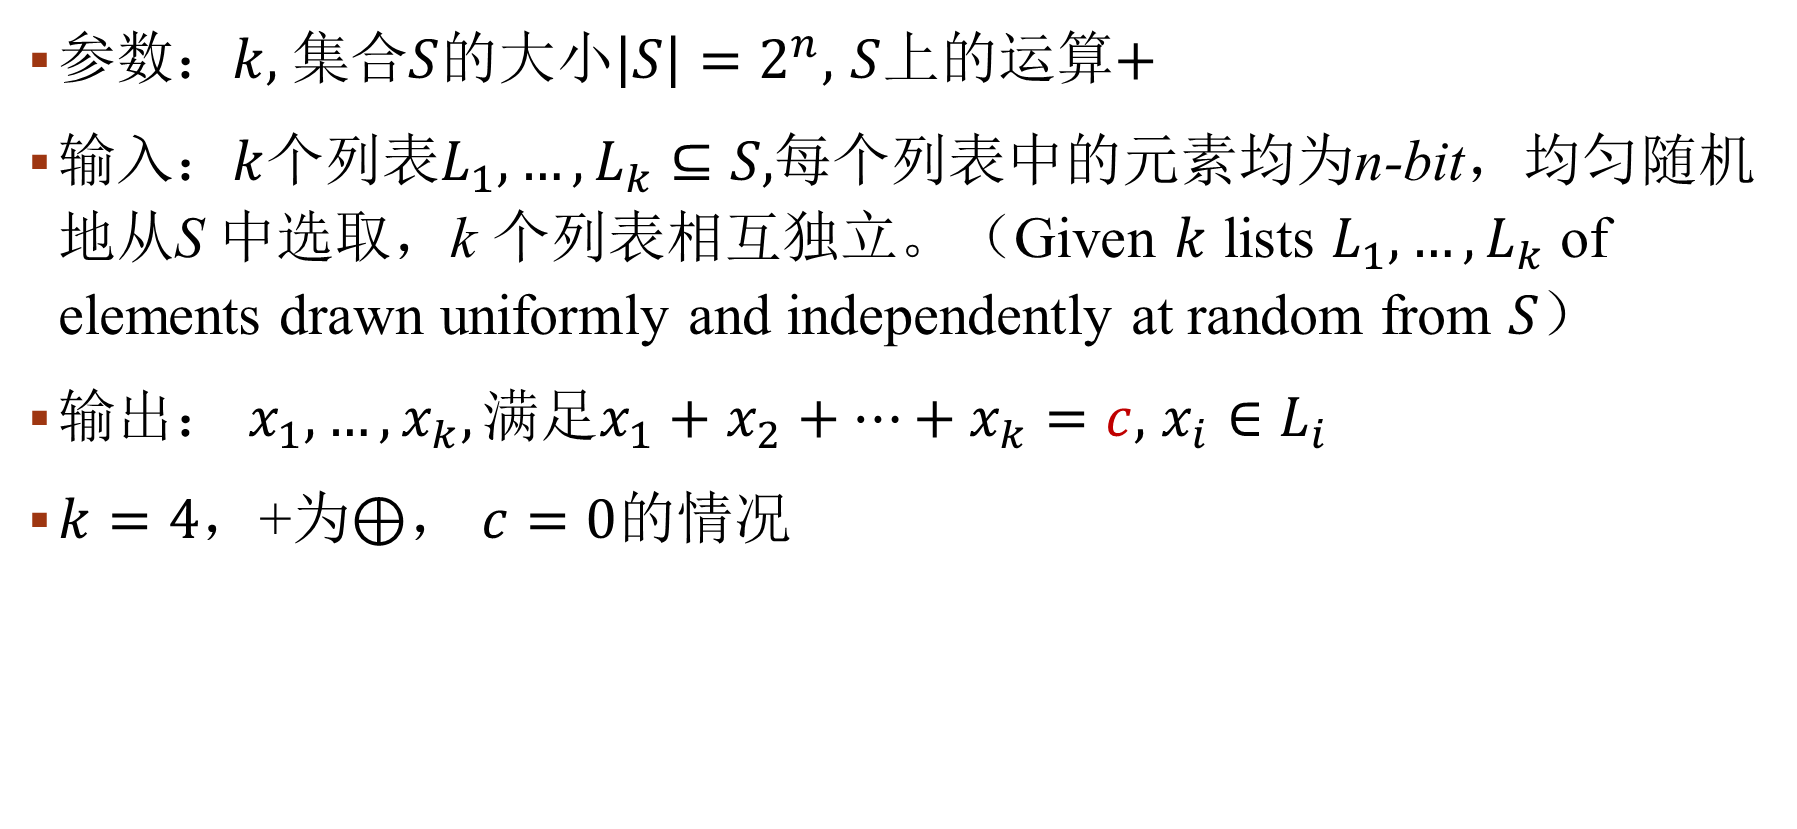 ▪参数：k, 集合S的大小|S| = 2ⁿ, S上的运算+
▪输入：k个列表L₁, … , Lₖ ⊆ S,每个列表中的元素均为n-bit，均匀随机
地从S 中选取，k 个列表相互独立。（Given k lists L₁, … , Lₖ of
elements drawn uniformly and independently at random from S）
▪输出： x₁, … , xₖ, 满足x₁ + x₂ + ⋯ + xₖ = c, xᵢ ∈ Lᵢ
▪k = 4，+为⊕， c = 0的情况